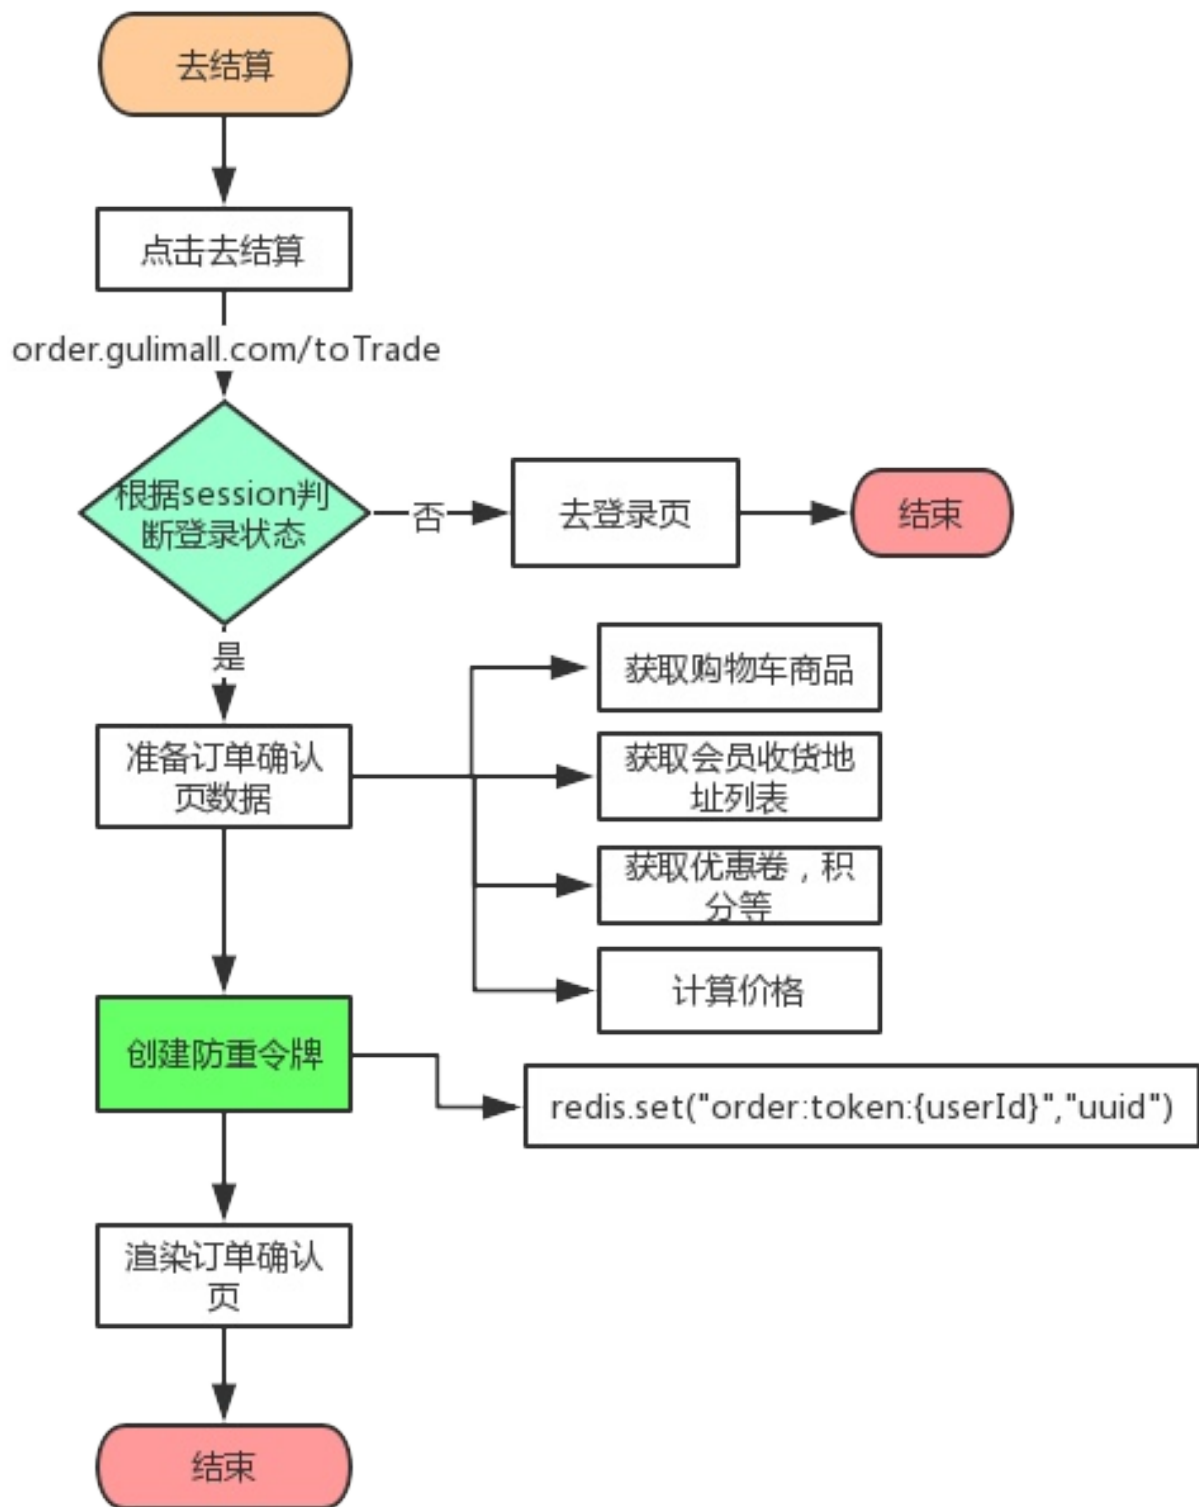 去结算
点击去结算
order.gulimall.com/toTrade
根据session判
断登录状态
否
去登录页
结束
是
获取购物车商品
准备订单确认
页数据
获取会员收货地
址列表
获取优惠卷，积
分等
计算价格
创建防重令牌
redis.set("order:token:{userId}","uuid")
渲染订单确认
页
结束